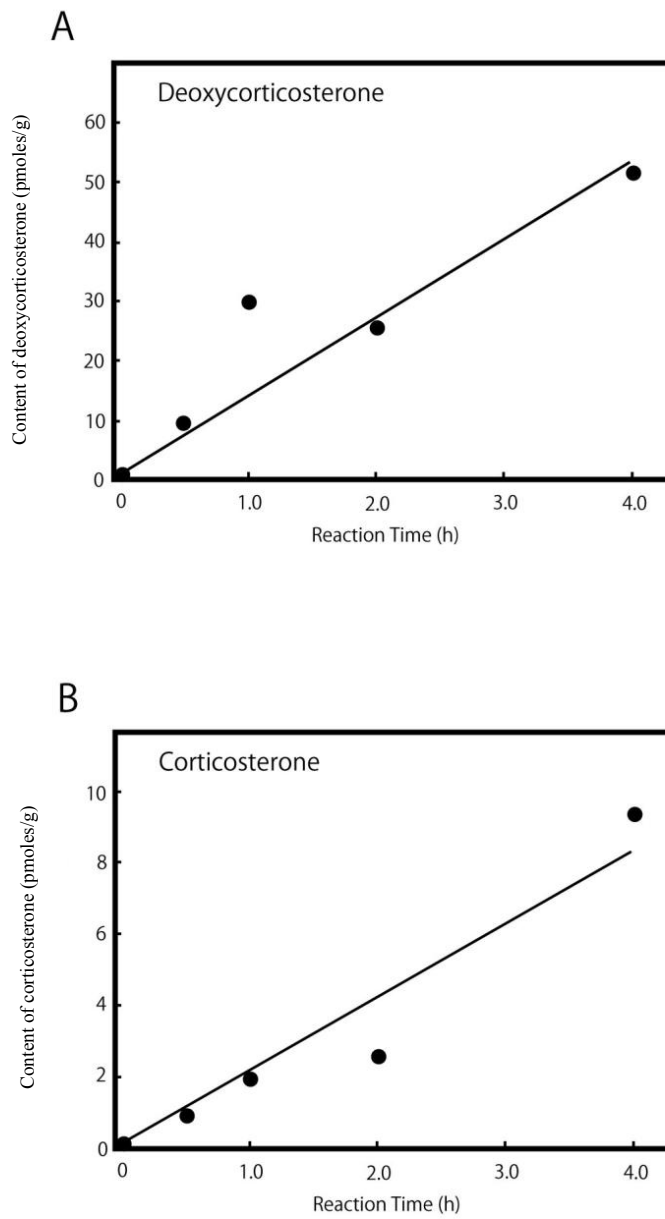 A
Deoxycorticosterone
Content of deoxycorticosterone (pmoles/g)
60
50
40
30
20
10
0
0 1.0 2.0 3.0 4.0
Reaction Time (h)
B
Corticosterone
Content of corticosterone (pmoles/g)
10
8
6
4
2
0
0 1.0 2.0 3.0 4.0
Reaction Time (h)